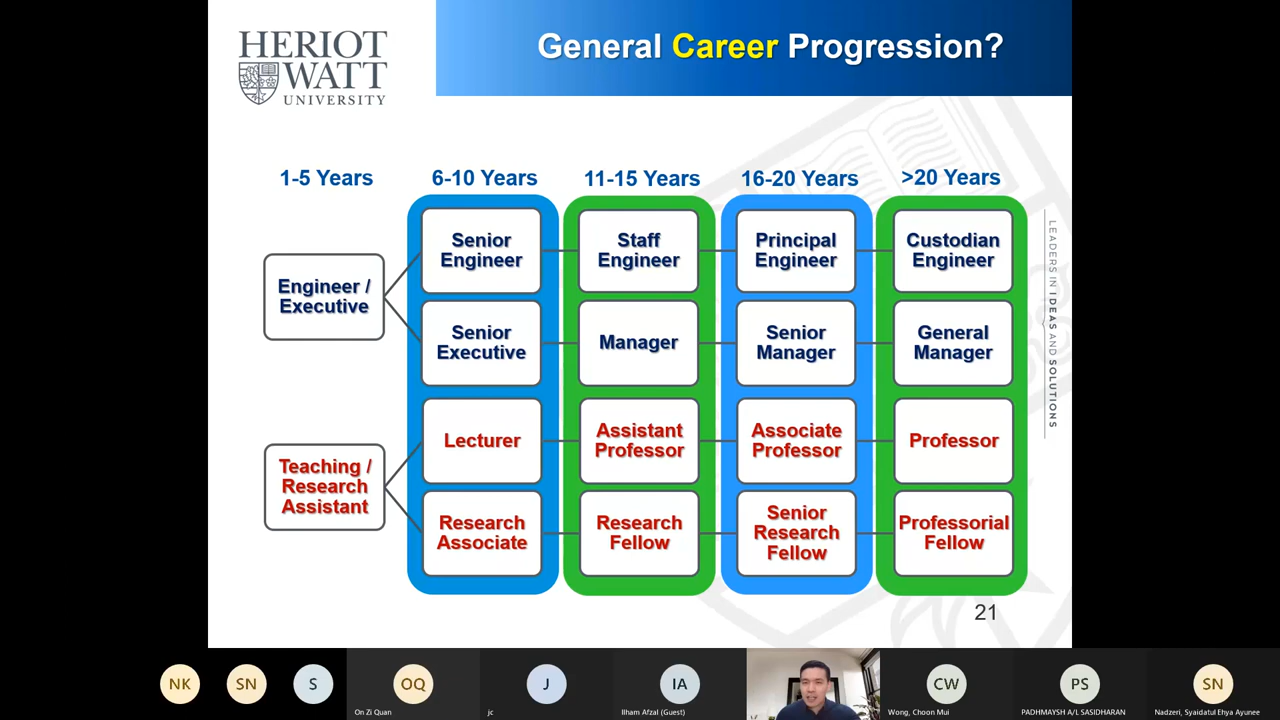 HERIOT
WATT
UNIVERSITY
General Career Progression?
1-5 Years
6-10 Years
11-15 Years
16-20 Years
>20 Years
Engineer /
Executive
Senior
Engineer
Staff
Engineer
Principal
Engineer
Custodian
Engineer
Senior
Executive
Manager
Senior
Manager
General
Manager
Teaching /
Research
Assistant
Lecturer
Assistant
Professor
Associate
Professor
Professor
Research
Associate
Research
Fellow
Senior
Research
Fellow
Professorial
Fellow
LEADERS IN IDEAS AND SOLUTIONS
21
NK
SN
S
OQ
On Zi Quan
J
jc
IA
Ilham Afzal (Guest)
CW
Wong, Choon Mui
PS
PADHMAYSH A/L SASIDHARAN
SN
Nadzeri, Syaidatul Ehya Ayunee